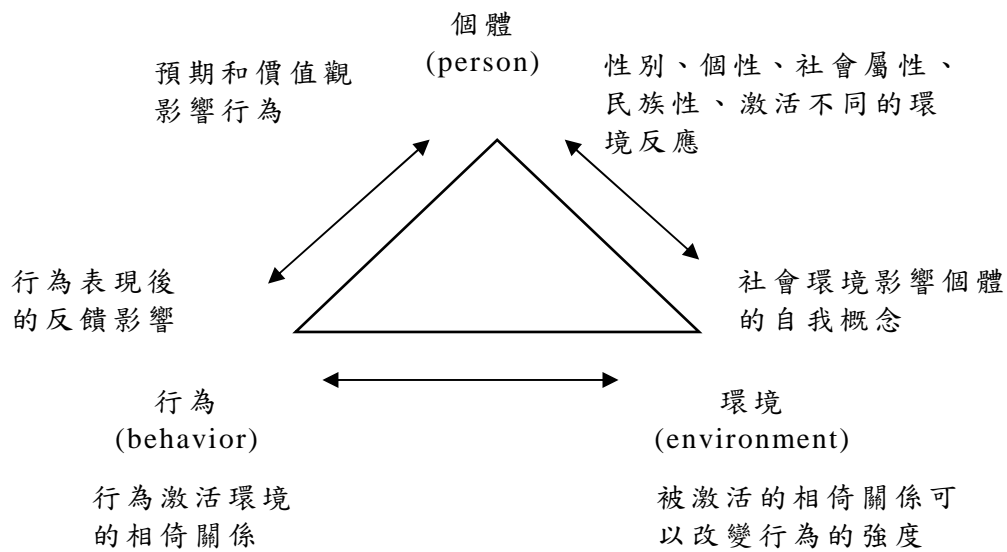 個體
(person)
預期和價值觀
影響行為
性別、個性、社會屬性、
民族性、激活不同的環
境反應
行為表現後
的反饋影響
社會環境影響個體
的自我概念
行為
(behavior)
環境
(environment)
行為激活環境
的相倚關係
被激活的相倚關係可
以改變行為的強度